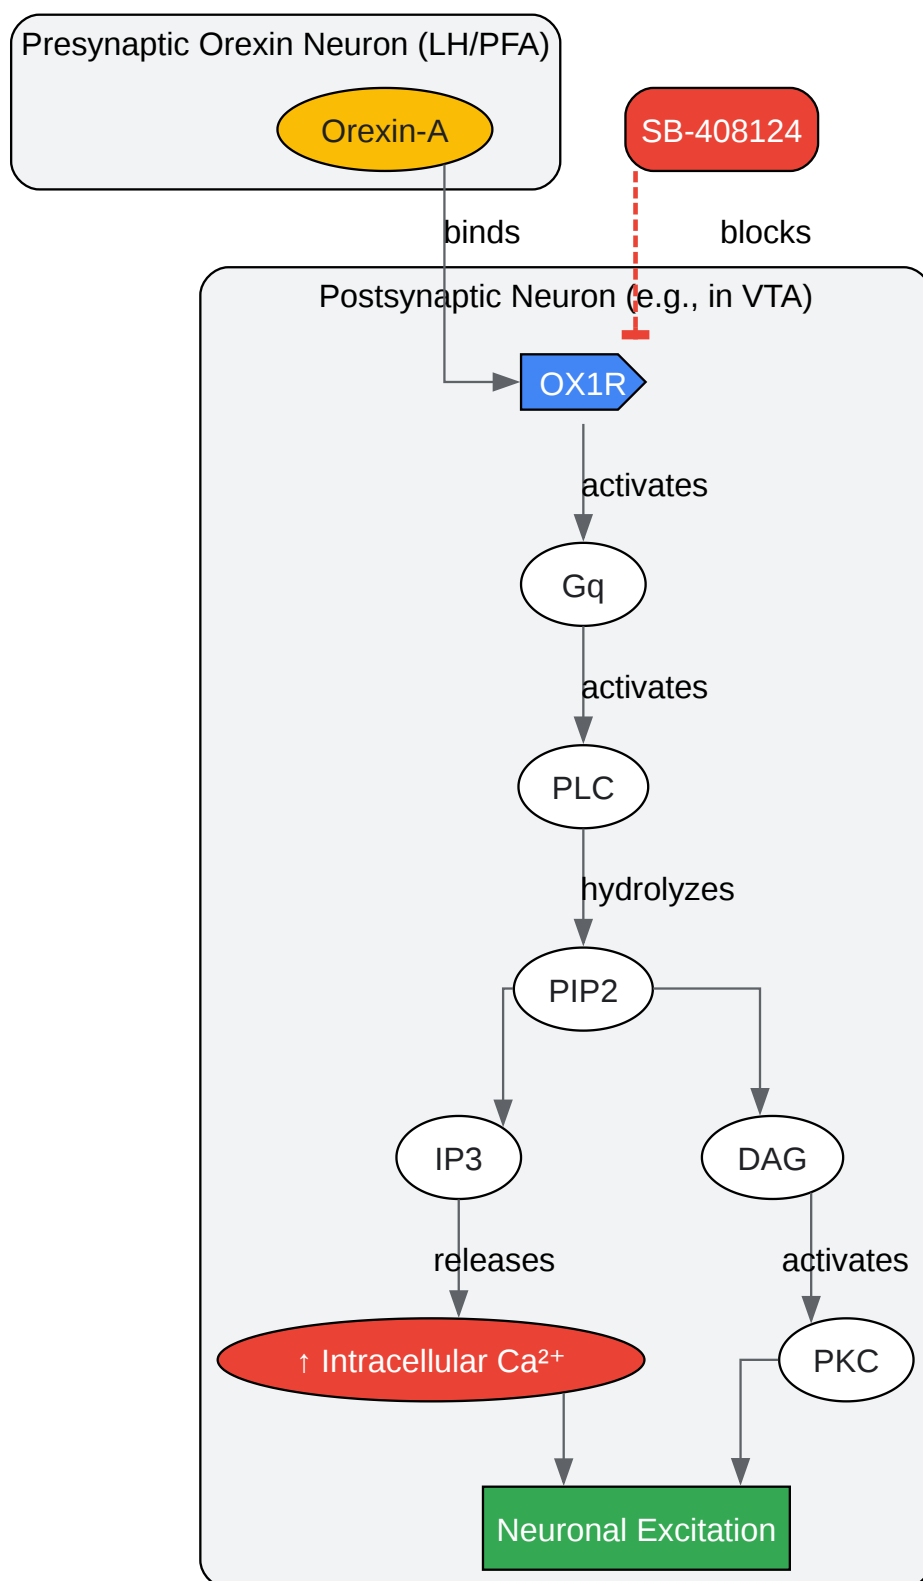 Presynaptic Orexin Neuron (LH/PFA)
Orexin-A
SB-408124
binds
blocks
Postsynaptic Neuron (e.g., in VTA)
OX1R
activates
Gq
activates
PLC
hydrolyzes
PIP2
IP3
DAG
releases
activates
↑ Intracellular Ca²⁺
PKC
Neuronal Excitation